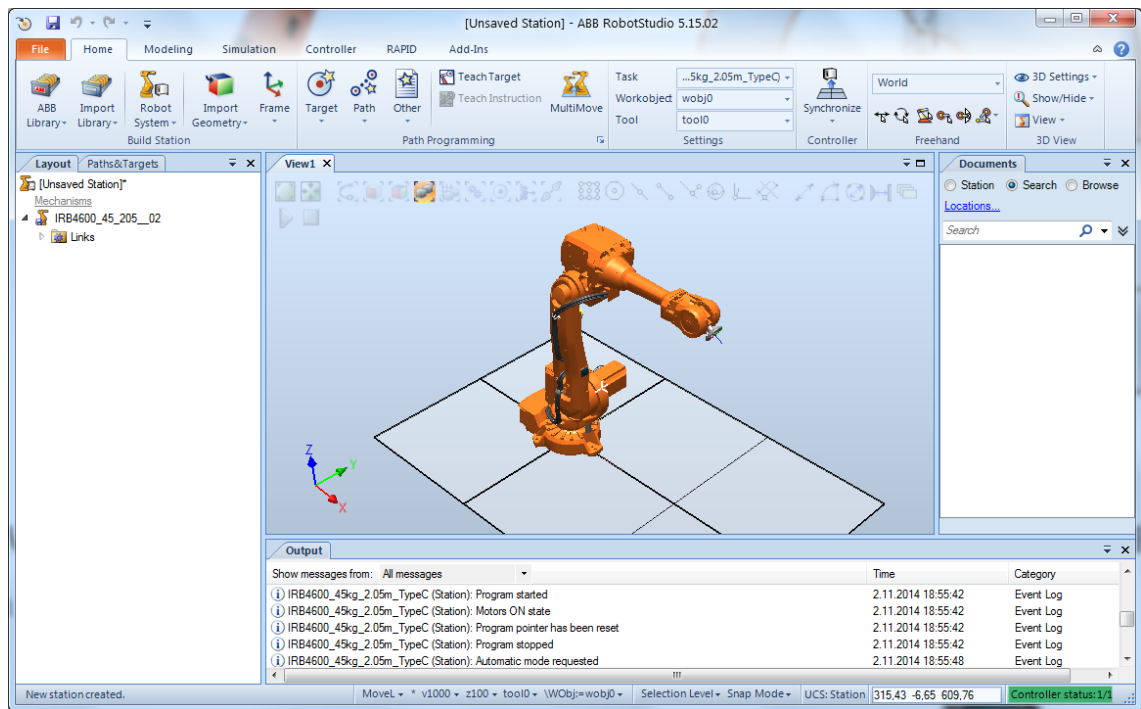 [Unsaved Station] - ABB RobotStudio 5.15.02
File Home Modeling Simulation Controller RAPID Add-Ins
ABB Library
Import Library
Robot System
Import Geometry
Frame
Build Station
Target
Path
Other
Teach Target
Teach Instruction
MultiMove
Path Programming
Task ...5kg_2.05m_TypeC)
Workobject wobj0
Tool tool0
Settings
Synchronize
Controller
World
Freehand
3D Settings
Show/Hide
View
3D View
Layout Paths&Targets
[Unsaved Station]*
Mechanisms
IRB4600_45_205__02
Links
View1
Z
Y
X
Documents
Station Search Browse
Locations...
Search
Output
Show messages from: All messages Time Category
IRB4600_45kg_2.05m_TypeC (Station): Program started 2.11.2014 18:55:42 Event Log
IRB4600_45kg_2.05m_TypeC (Station): Motors ON state 2.11.2014 18:55:42 Event Log
IRB4600_45kg_2.05m_TypeC (Station): Program pointer has been reset 2.11.2014 18:55:42 Event Log
IRB4600_45kg_2.05m_TypeC (Station): Program stopped 2.11.2014 18:55:42 Event Log
IRB4600_45kg_2.05m_TypeC (Station): Automatic mode requested 2.11.2014 18:55:48 Event Log
New station created. MoveL * v1000 z100 tool0 \WObj:=wobj0 Selection Level Snap Mode UCS: Station 315,43 -6,65 609,76 Controller status: 1/1